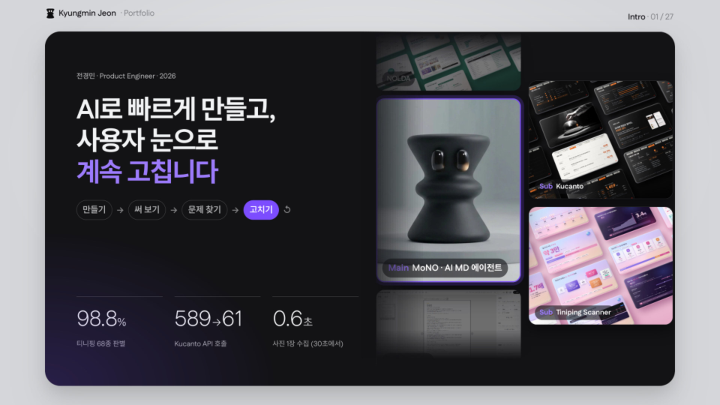 Kyungmin Jeon · Portfolio
Intro · 01 / 27
전경민 · Product Engineer · 2026
AI로 빠르게 만들고,
사용자 눈으로
계속 고칩니다
만들기 → 써 보기 → 문제 찾기 → 고치기
98.8%
티니핑 68종 판별
589→61
Kucanto API 호출
0.6초
사진 1장 수집 (30초에서)
Main MoNO · AI MD 에이전트
Sub Kucanto
Sub Tiniping Scanner
3.4